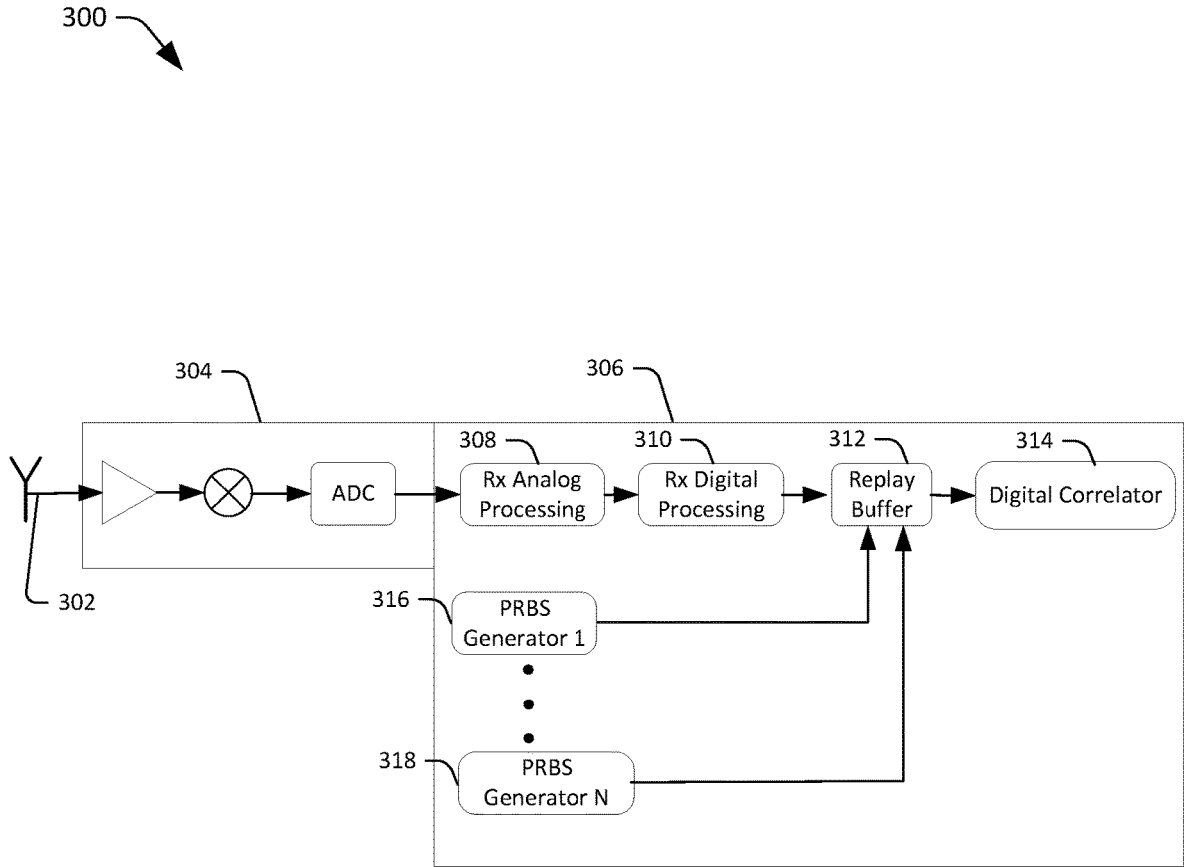 300
304
306
308
310
312
314
ADC
Rx Analog
Processing
Rx Digital
Processing
Replay
Buffer
Digital Correlator
302
316
PRBS
Generator 1
318
PRBS
Generator N